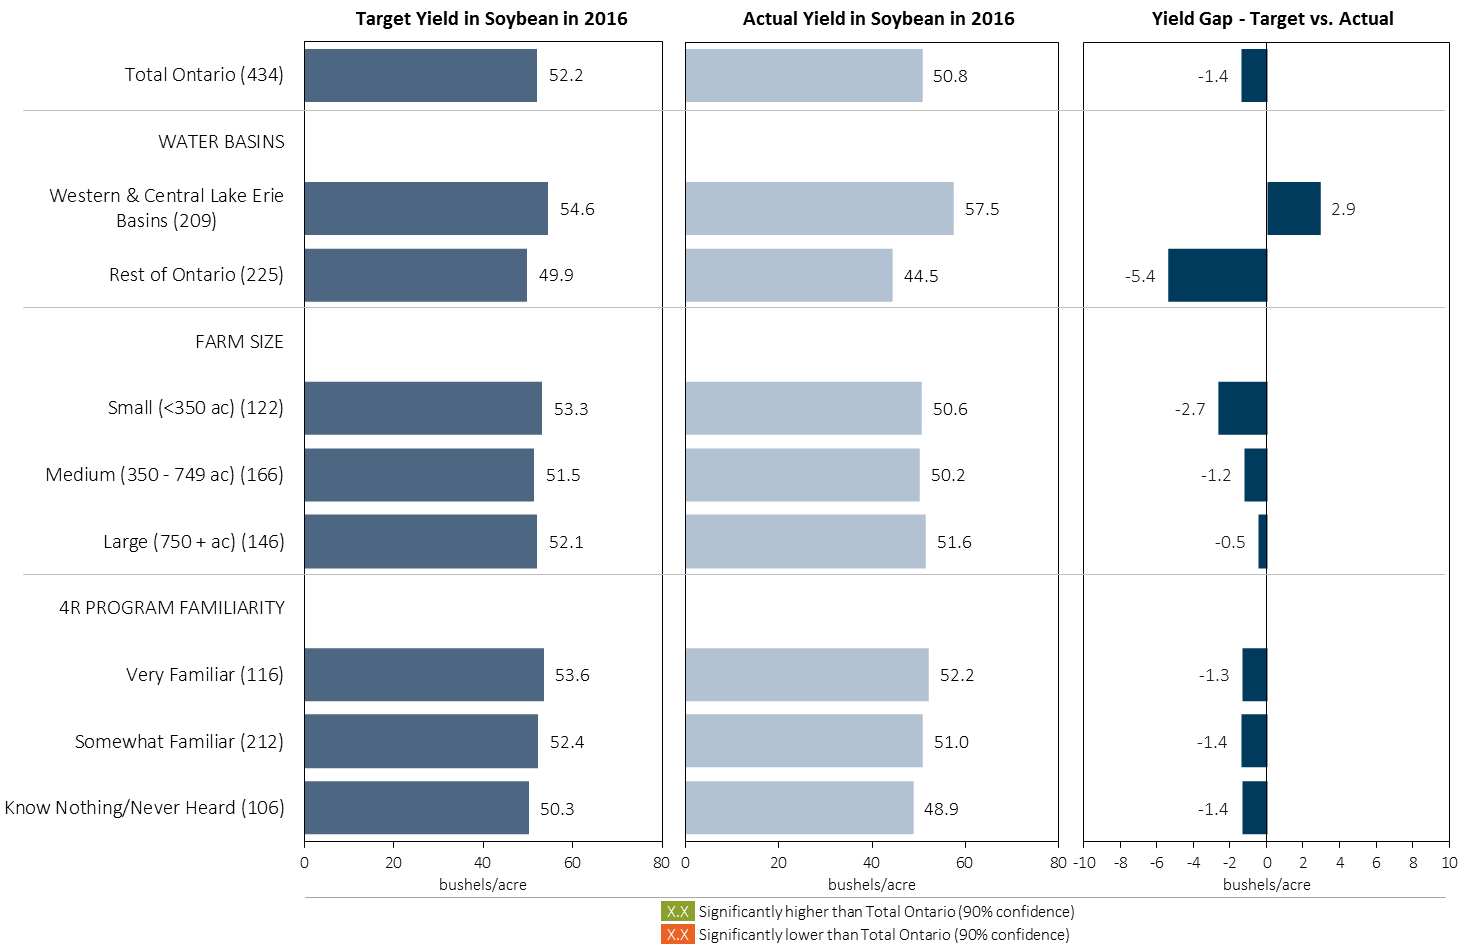 Target Yield in Soybean in 2016
Actual Yield in Soybean in 2016
Yield Gap - Target vs. Actual
Total Ontario (434)
52.2
50.8
-1.4
WATER BASINS
Western & Central Lake Erie
Basins (209)
54.6
57.5
2.9
Rest of Ontario (225)
49.9
44.5
-5.4
FARM SIZE
Small (<350 ac) (122)
53.3
50.6
-2.7
Medium (350 - 749 ac) (166)
51.5
50.2
-1.2
Large (750 + ac) (146)
52.1
51.6
-0.5
4R PROGRAM FAMILIARITY
Very Familiar (116)
53.6
52.2
-1.3
Somewhat Familiar (212)
52.4
51.0
-1.4
Know Nothing/Never Heard (106)
50.3
48.9
-1.4
0 20 40 60 80
0 20 40 60 80
-10 -8 -6 -4 -2 0 2 4 6 8 10
bushels/acre
bushels/acre
bushels/acre
X.X Significantly higher than Total Ontario (90% confidence)
X.X Significantly lower than Total Ontario (90% confidence)